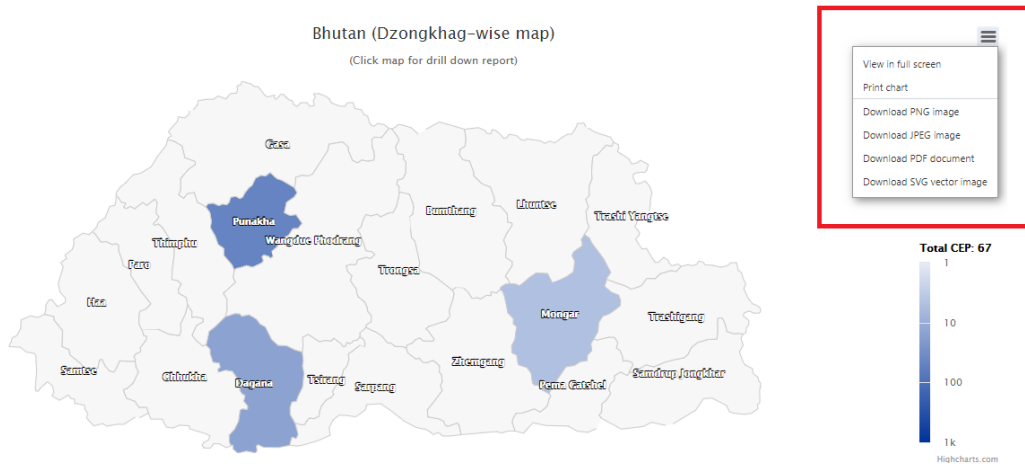 Bhutan (Dzongkhag-wise map)
(Click map for drill down report)
View in full screen
Print chart
Download PNG image
Download JPEG image
Download PDF document
Download SVG vector image
Gasa
Punakha
Wangdue Phodrang
Thimphu
Paro
Haa
Samtse
Chhukha
Dagana
Tsirang
Sarpang
Trongsa
Bumthang
Lhuntse
Trashi Yangtse
Mongar
Trashigang
Zhemgang
Pema Gatshel
Samdrup Jongkhar
Total CEP: 67
1
10
100
1k
Highcharts.com